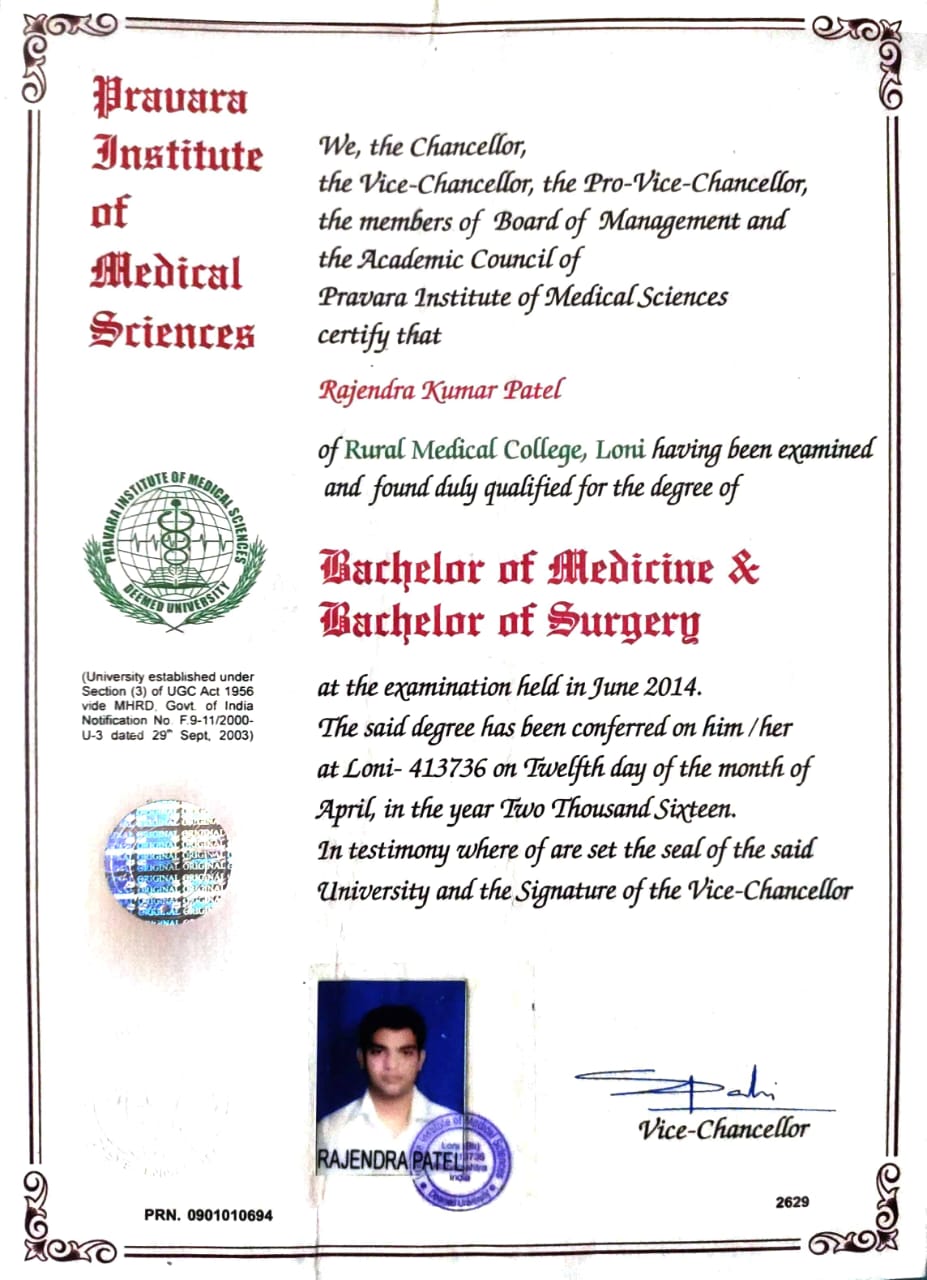 Pravara
Institute
of
Medical
Sciences
We, the Chancellor,
the Vice-Chancellor, the Pro-Vice-Chancellor,
the members of Board of Management and
the Academic Council of
Pravara Institute of Medical Sciences
certify that
Rajendra Kumar Patel
of Rural Medical College, Loni having been examined
and found duly qualified for the degree of
PRAVARA INSTITUTE OF MEDICAL SCIENCES
DEEMED UNIVERSITY
Bachelor of Medicine &
Bachelor of Surgery
(University established under
Section (3) of UGC Act 1956
vide MHRD, Govt. of India
Notification No. F.9-11/2000-
U-3 dated 29th Sept, 2003)
at the examination held in June 2014.
The said degree has been conferred on him / her
at Loni- 413736 on Twelfth day of the month of
April, in the year Two Thousand Sixteen.
In testimony where of are set the seal of the said
University and the Signature of the Vice-Chancellor
ORIGINAL ORIGINAL
ORIGINAL ORIGINAL
ORIGINAL ORIGINAL
RAJENDRA PATEL
Institute of Medical Sciences
Loni
India
Deemed University
Vice-Chancellor
PRN. 0901010694
2629